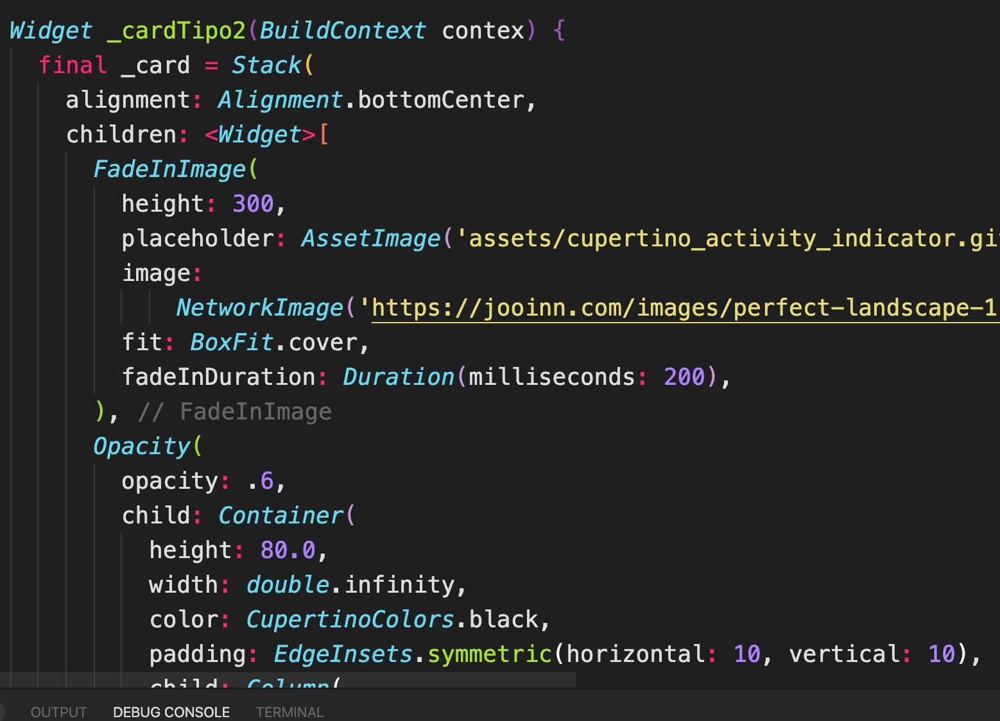 Widget _cardTipo2(BuildContext contex) {
final _card = Stack(
alignment: Alignment.bottomCenter,
children: <Widget>[
FadeInImage(
height: 300,
placeholder: AssetImage('assets/cupertino_activity_indicator.gi
image:
NetworkImage('https://jooinn.com/images/perfect-landscape-1
fit: BoxFit.cover,
fadeInDuration: Duration(milliseconds: 200),
), // FadeInImage
Opacity(
opacity: .6,
child: Container(
height: 80.0,
width: double.infinity,
color: CupertinoColors.black,
padding: EdgeInsets.symmetric(horizontal: 10, vertical: 10),
child: Column(
OUTPUT DEBUG CONSOLE TERMINAL